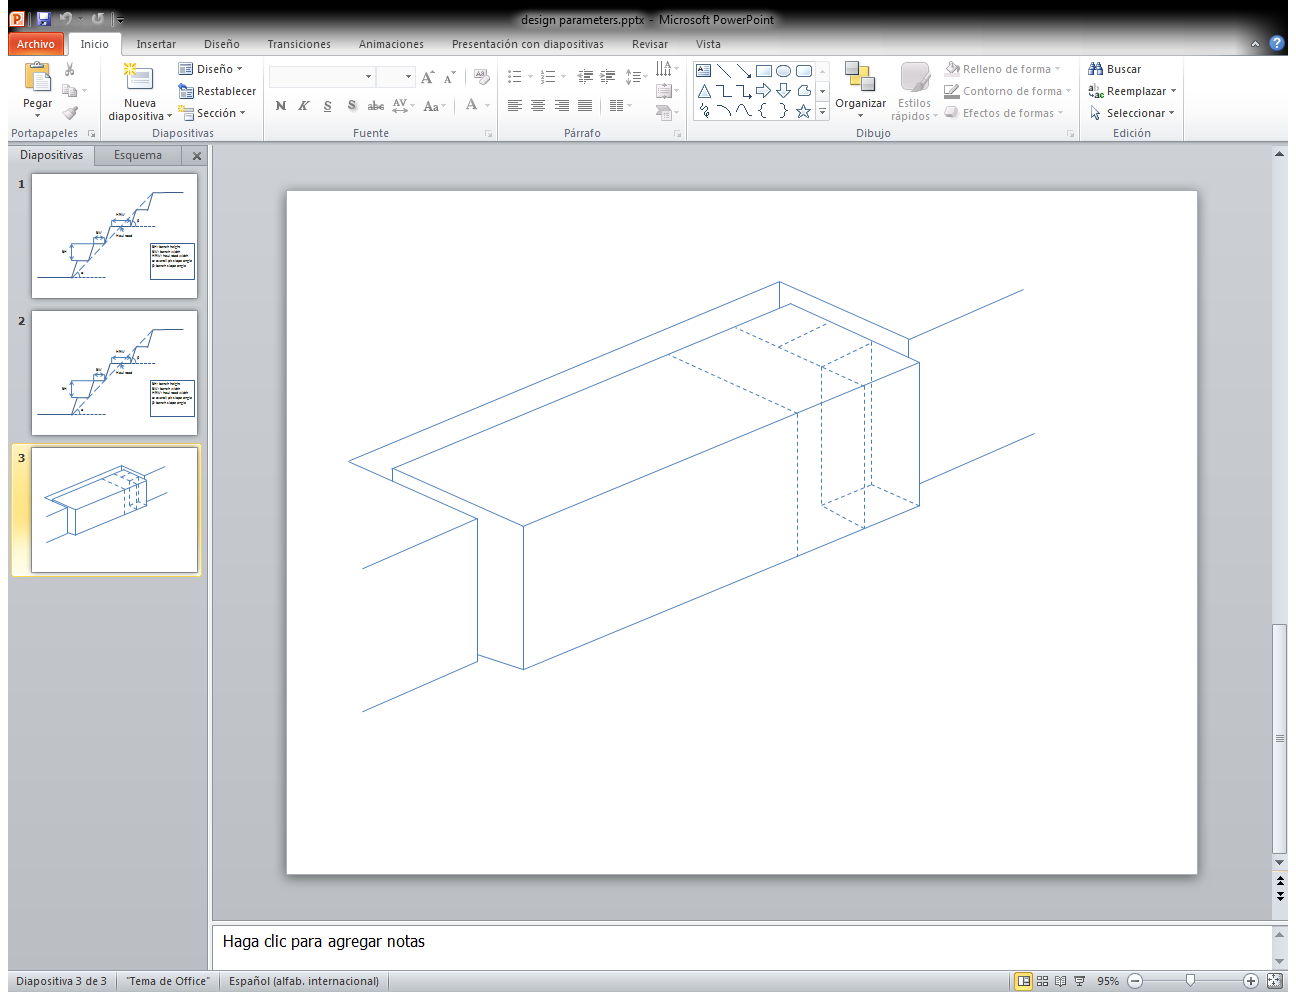 design parameters.pptx - Microsoft PowerPoint
Archivo Inicio Insertar Diseño Transiciones Animaciones Presentación con diapositivas Revisar Vista
Pegar
Portapapeles
Nueva diapositiva
Diseño
Restablecer
Sección
Diapositivas
N K S S abc AV Aa A
Fuente
Párrafo
Organizar
Estilos rápidos
Relleno de forma
Contorno de forma
Efectos de formas
Dibujo
Buscar
Reemplazar
Seleccionar
Edición
Diapositivas Esquema
1
2
3
Haga clic para agregar notas
Diapositiva 3 de 3 "Tema de Office" Español (alfab. internacional) 95%